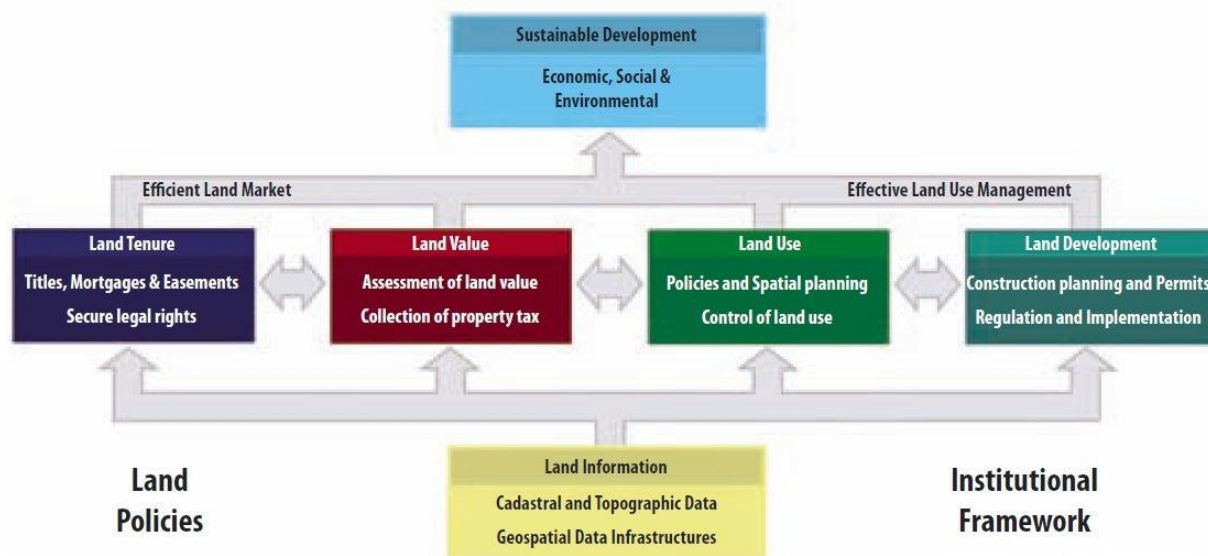 Sustainable Development
Economic, Social &
Environmental
Efficient Land Market
Effective Land Use Management
Land Tenure
Titles, Mortgages & Easements
Secure legal rights
Land Value
Assessment of land value
Collection of property tax
Land Use
Policies and Spatial planning
Control of land use
Land Development
Construction planning and Permits
Regulation and Implementation
Land
Policies
Land Information
Cadastral and Topographic Data
Geospatial Data Infrastructures
Institutional
Framework